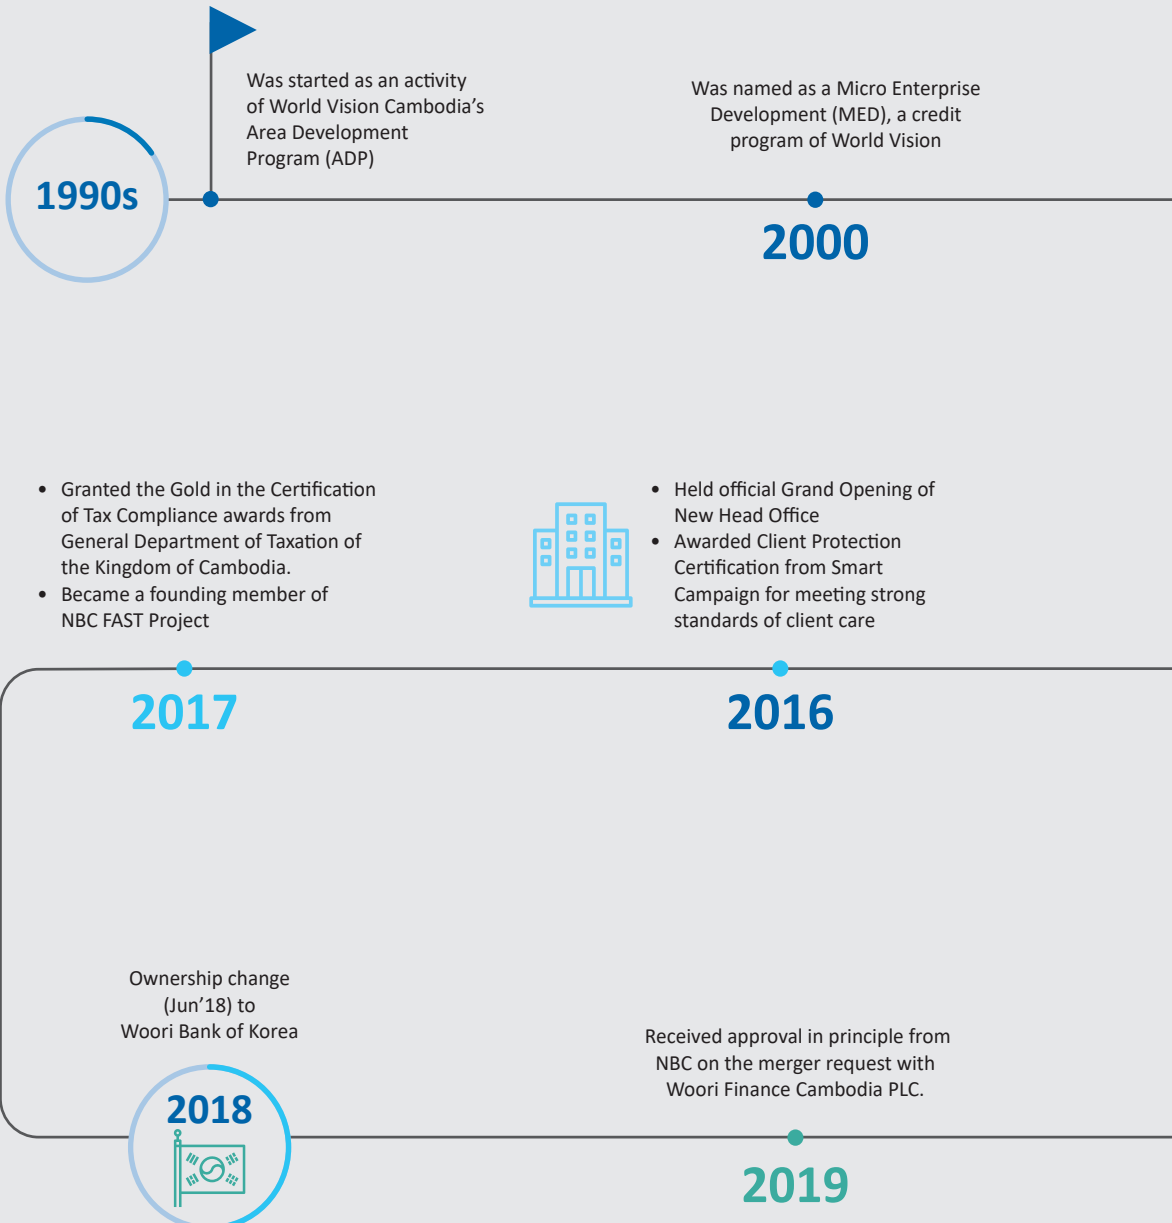 Was started as an activity
of World Vision Cambodia's
Area Development
Program (ADP)
1990s
Was named as a Micro Enterprise
Development (MED), a credit
program of World Vision
2000
• Granted the Gold in the Certification
of Tax Compliance awards from
General Department of Taxation of
the Kingdom of Cambodia.
• Became a founding member of
NBC FAST Project
2017
• Held official Grand Opening of
New Head Office
• Awarded Client Protection
Certification from Smart
Campaign for meeting strong
standards of client care
2016
Ownership change
(Jun'18) to
Woori Bank of Korea
2018
Received approval in principle from
NBC on the merger request with
Woori Finance Cambodia PLC.
2019